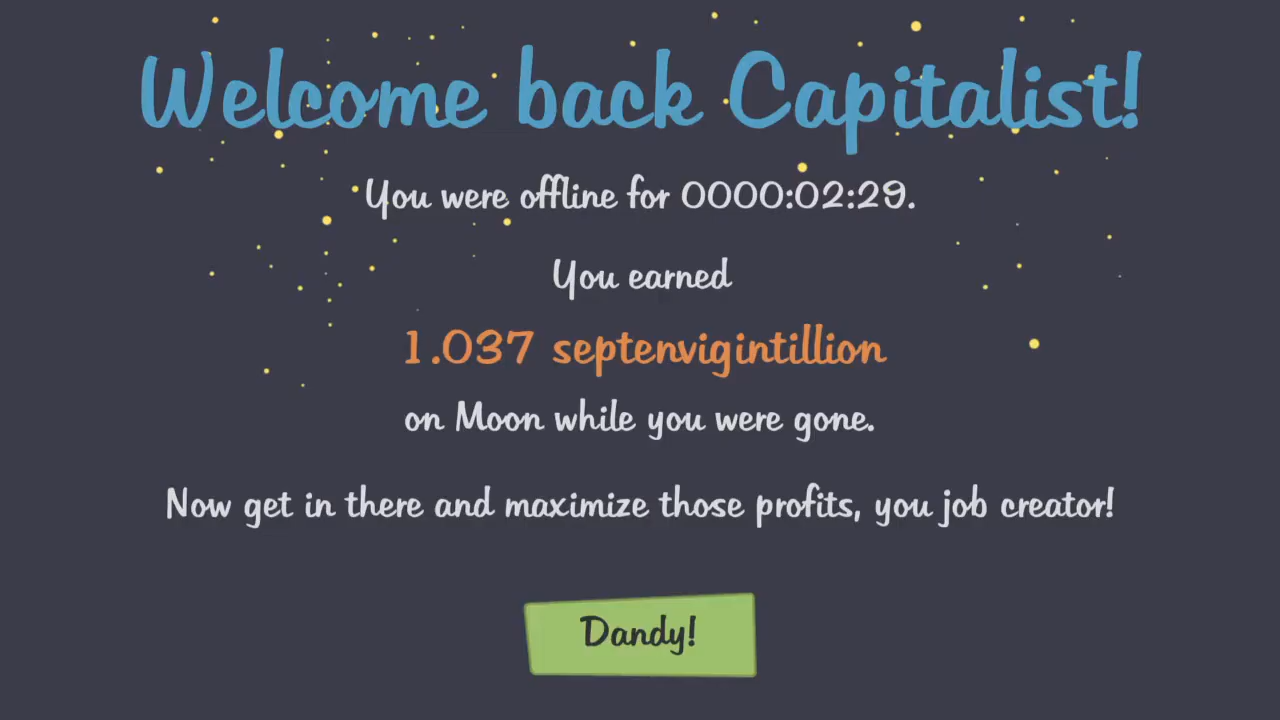 Welcome back Capitalist!
You were offline for 0000:02:29.
You earned
1.037 septenvigintillion
on Moon while you were gone.
Now get in there and maximize those profits, you job creator!
Dandy!